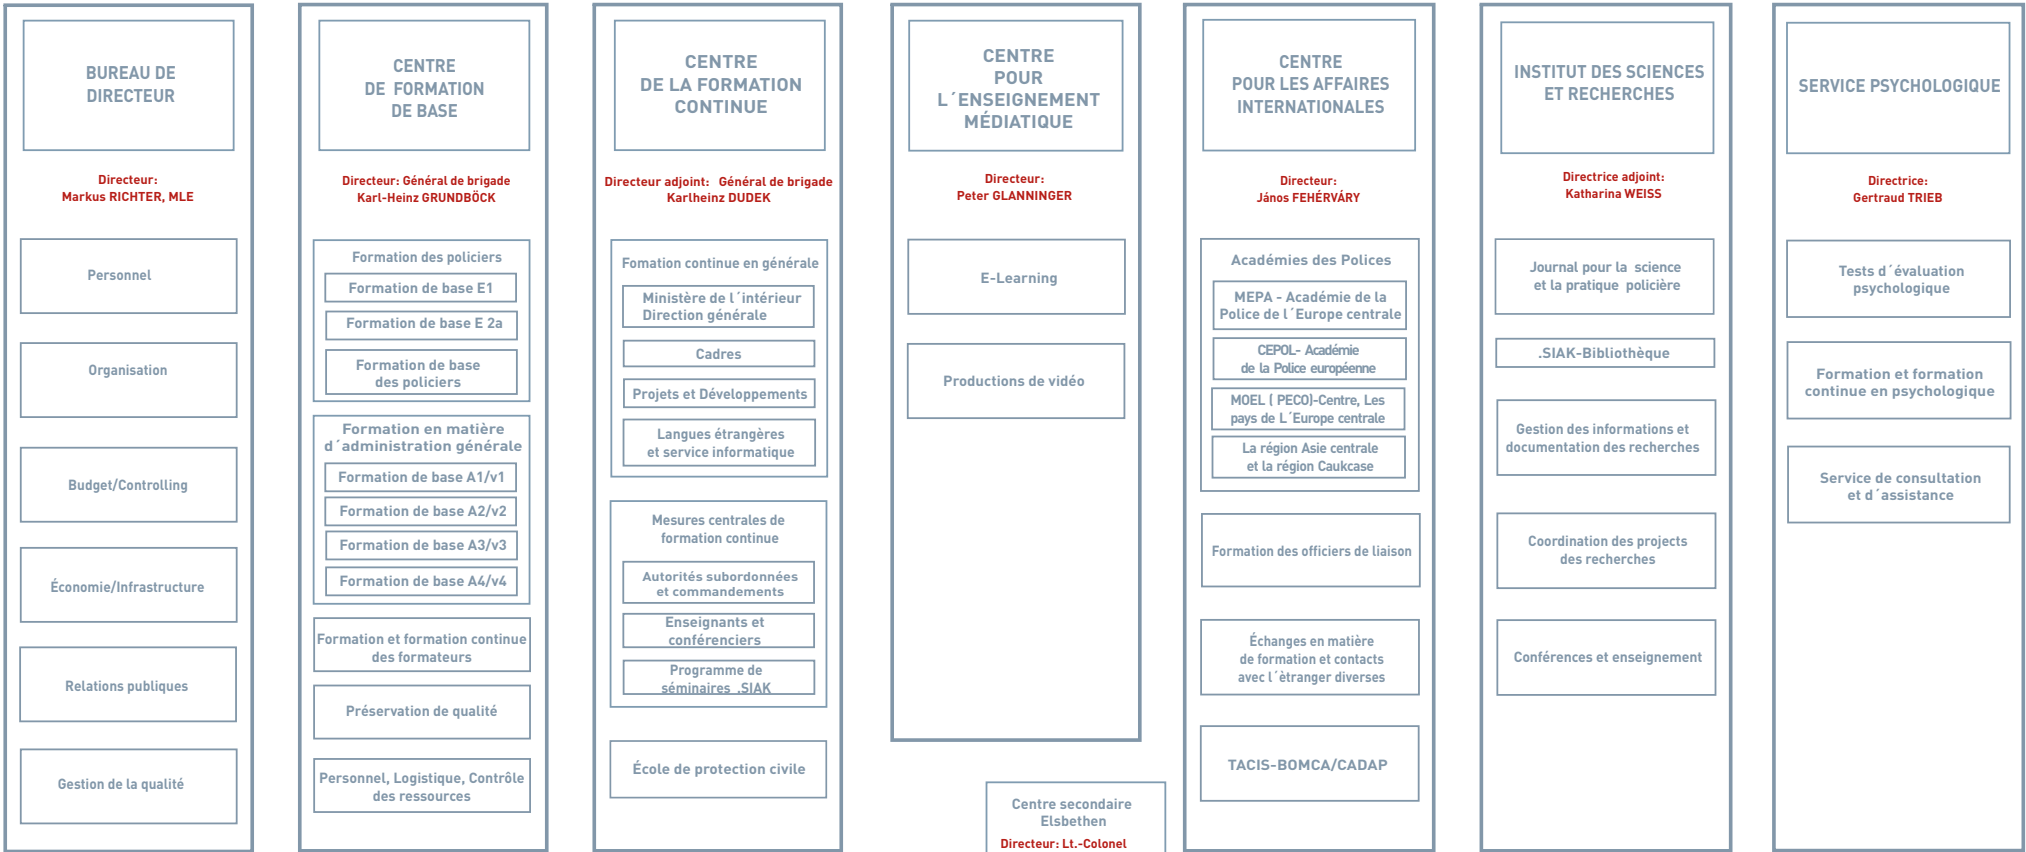 BUREAU DE
DIRECTEUR
Directeur:
Markus RICHTER, MLE
Personnel
Organisation
Budget/Controlling
Économie/Infrastructure
Relations publiques
Gestion de la qualité
CENTRE
DE FORMATION
DE BASE
Directeur: Général de brigade
Karl-Heinz GRUNDBÖCK
Formation des policiers
Formation de base E1
Formation de base E 2a
Formation de base
des policiers
Formation en matière
d´administration générale
Formation de base A1/v1
Formation de base A2/v2
Formation de base A3/v3
Formation de base A4/v4
Formation et formation continue
des formateurs
Préservation de qualité
Personnel, Logistique, Contrôle
des ressources
CENTRE
DE LA FORMATION
CONTINUE
Directeur adjoint: Général de brigade
Karlheinz DUDEK
Fomation continue en générale
Ministère de l´intérieur
Direction générale
Cadres
Projets et Développements
Langues étrangères
et service informatique
Mesures centrales de
formation continue
Autorités subordonnées
et commandements
Enseignants et
conférenciers
Programme de
séminaires .SIAK
École de protection civile
CENTRE
POUR
L´ENSEIGNEMENT
MÉDIATIQUE
Directeur:
Peter GLANNINGER
E-Learning
Productions de vidéo
Centre secondaire
Elsbethen
Directeur: Lt.-Colonel
CENTRE
POUR LES AFFAIRES
INTERNATIONALES
Directeur:
János FEHÉRVÁRY
Académies des Polices
MEPA - Académie de la
Police de l´Europe centrale
CEPOL- Académie
de la Police européenne
MOEL ( PECO)-Centre, Les
pays de L´Europe centrale
La région Asie centrale
et la région Caukcase
Formation des officiers de liaison
Échanges en matière
de formation et contacts
avec l´ètranger diverses
TACIS-BOMCA/CADAP
INSTITUT DES SCIENCES
ET RECHERCHES
Directrice adjoint:
Katharina WEISS
Journal pour la science
et la pratique policière
.SIAK-Bibliothèque
Gestion des informations et
documentation des recherches
Coordination des projects
des recherches
Conférences et enseignement
SERVICE PSYCHOLOGIQUE
Directrice:
Gertraud TRIEB
Tests d´évaluation
psychologique
Formation et formation
continue en psychologique
Service de consultation
et d´assistance